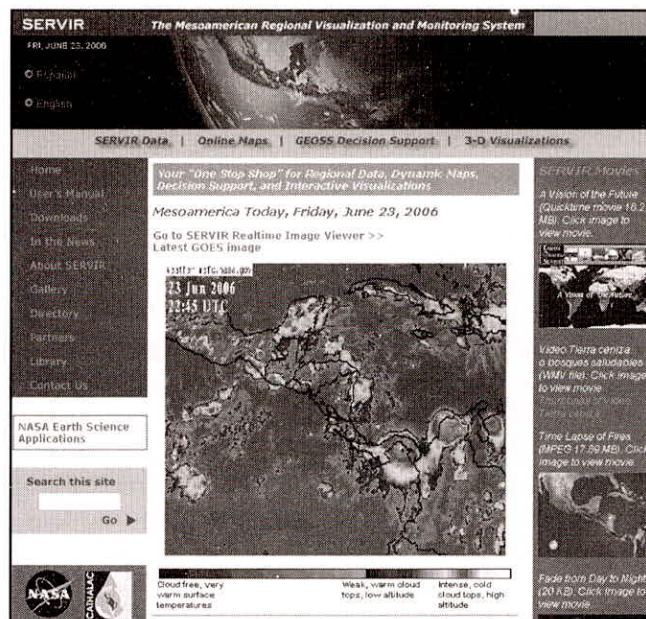 SERVIR
The Mesoamerican Regional Visualization and Monitoring System
FRI, JUNE 23, 2006
Español
English
SERVIR Data | Online Maps | GEOSS Decision Support | 3-D Visualizations
Home
User's Manual
Downloads
In the News
About SERVIR
Gallery
Directory
Partners
Library
Contact Us
NASA Earth Science
Applications
Search this site
Go
NASA
CATHALAC
Your "One Stop Shop" for Regional Data, Dynamic Maps,
Decision Support, and Interactive Visualizations
Mesoamerica Today, Friday, June 23, 2006
Go to SERVIR Realtime Image Viewer >>
Latest GOES image
23 Jun 2006
22:45 UTC
Cloud free, very
warm surface
temperatures
Weak, warm cloud
tops, low altitude
Intense, cold
cloud tops, high
altitude
SERVIR Movies
A Vision of the Future
(Quicktime movie 16.2
MB). Click image to
view movie.
A Vision of the Future
Video Tierra ceniza
o bosques saludables
(WMV file). Click image
to view movie
Time Lapse of Fires
(MPEG 17.89 MB). Click
image to view movie.
Fade from Day to Night
(20 KB). Click image to
view movie.